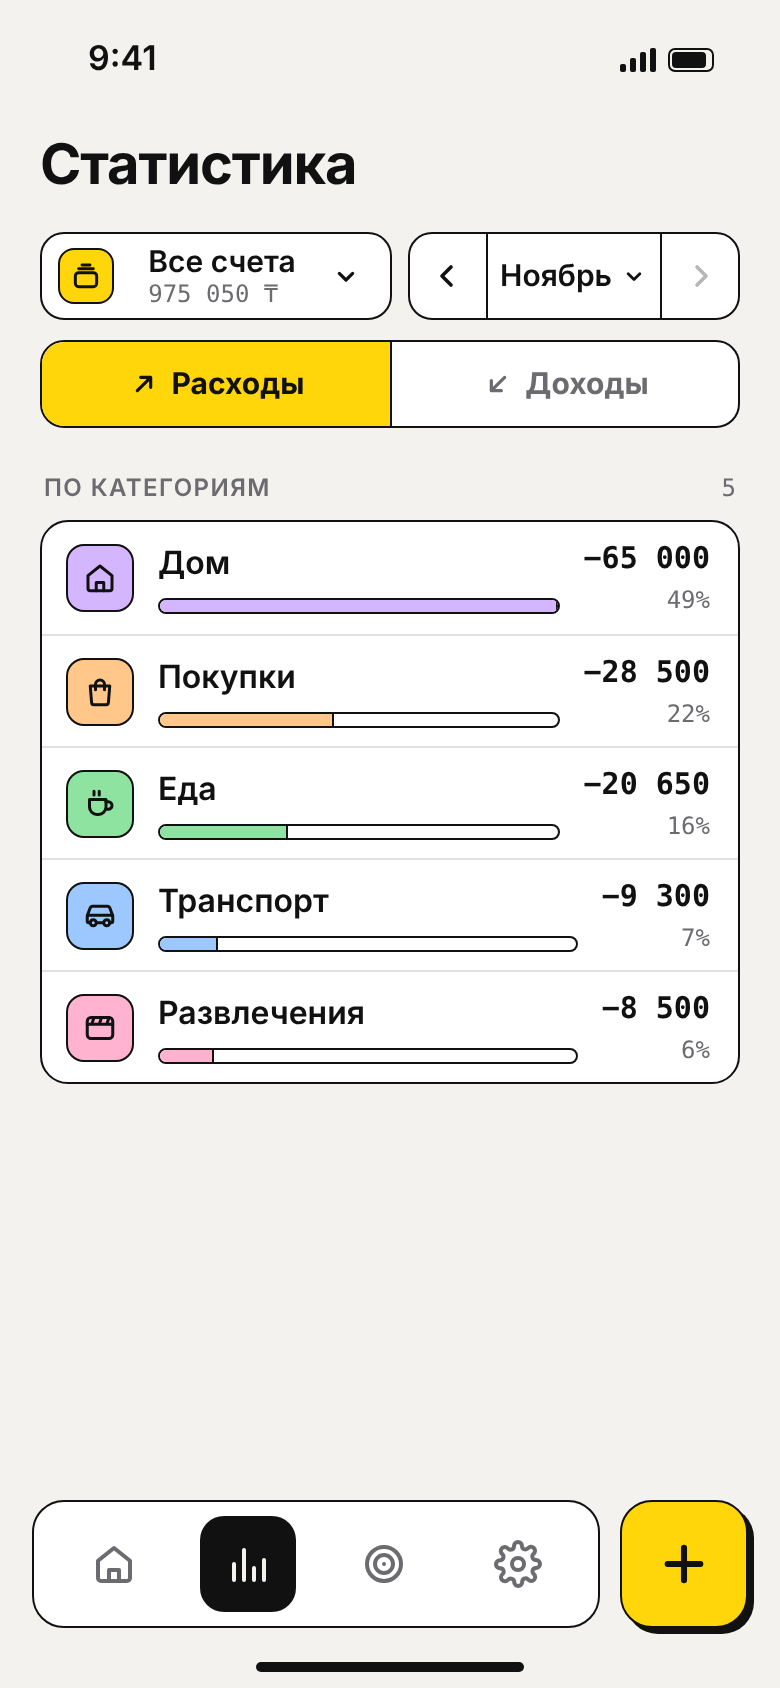 9:41
Статистика
Все счета
975 050 ₸
Ноябрь
Расходы
Доходы
ПО КАТЕГОРИЯМ
5
Дом
−65 000
49%
Покупки
−28 500
22%
Еда
−20 650
16%
Транспорт
−9 300
7%
Развлечения
−8 500
6%